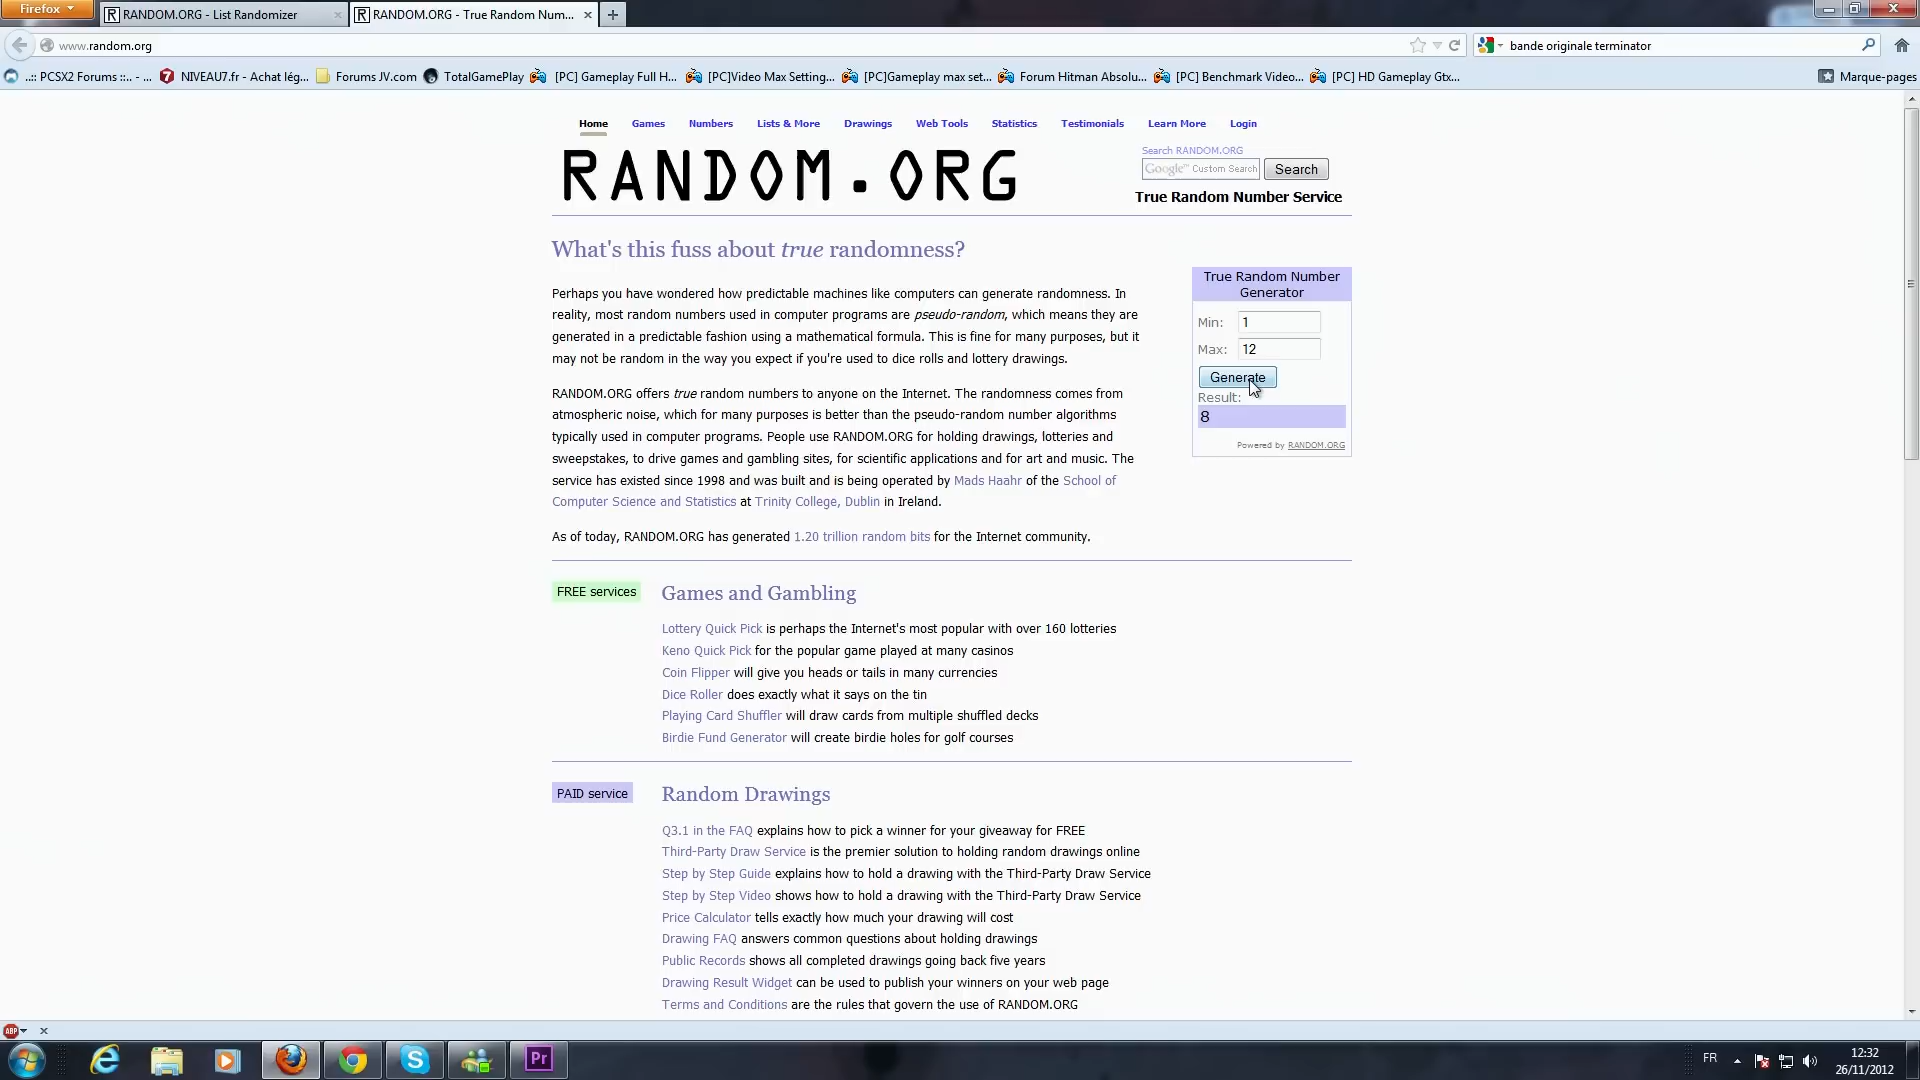 Firefox
RANDOM.ORG - List Randomizer
RANDOM.ORG - True Random Num...
www.random.org
bande originale terminator
..:: PCSX2 Forums ::.. - ...
NIVEAU7.fr - Achat lég...
Forums JV.com
TotalGamePlay
[PC] Gameplay Full H...
[PC]Video Max Setting...
[PC]Gameplay max set...
Forum Hitman Absolu...
[PC] Benchmark Video...
[PC] HD Gameplay Gtx...
Marque-pages
Home Games Numbers Lists & More Drawings Web Tools Statistics Testimonials Learn More Login
RANDOM.ORG
Search RANDOM.ORG
Google™ Custom Search Search
True Random Number Service
What's this fuss about true randomness?
Perhaps you have wondered how predictable machines like computers can generate randomness. In
reality, most random numbers used in computer programs are pseudo-random, which means they are
generated in a predictable fashion using a mathematical formula. This is fine for many purposes, but it
may not be random in the way you expect if you're used to dice rolls and lottery drawings.
RANDOM.ORG offers true random numbers to anyone on the Internet. The randomness comes from
atmospheric noise, which for many purposes is better than the pseudo-random number algorithms
typically used in computer programs. People use RANDOM.ORG for holding drawings, lotteries and
sweepstakes, to drive games and gambling sites, for scientific applications and for art and music. The
service has existed since 1998 and was built and is being operated by Mads Haahr of the School of
Computer Science and Statistics at Trinity College, Dublin in Ireland.
As of today, RANDOM.ORG has generated 1.20 trillion random bits for the Internet community.
True Random Number
Generator
Min: 1
Max: 12
Generate
Result:
8
Powered by RANDOM.ORG
FREE services
Games and Gambling
Lottery Quick Pick is perhaps the Internet's most popular with over 160 lotteries
Keno Quick Pick for the popular game played at many casinos
Coin Flipper will give you heads or tails in many currencies
Dice Roller does exactly what it says on the tin
Playing Card Shuffler will draw cards from multiple shuffled decks
Birdie Fund Generator will create birdie holes for golf courses
PAID service
Random Drawings
Q3.1 in the FAQ explains how to pick a winner for your giveaway for FREE
Third-Party Draw Service is the premier solution to holding random drawings online
Step by Step Guide explains how to hold a drawing with the Third-Party Draw Service
Step by Step Video shows how to hold a drawing with the Third-Party Draw Service
Price Calculator tells exactly how much your drawing will cost
Drawing FAQ answers common questions about holding drawings
Public Records shows all completed drawings going back five years
Drawing Result Widget can be used to publish your winners on your web page
Terms and Conditions are the rules that govern the use of RANDOM.ORG
ABP
Pr
FR
12:32
26/11/2012